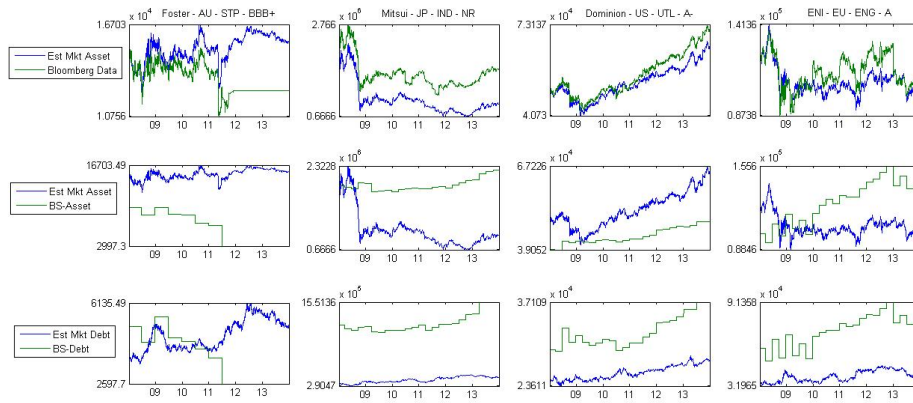 Foster - AU - STP - BBB+
Mitsui - JP - IND - NR
Dominion - US - UTL - A-
ENI - EU - ENG - A
x 10^4
x 10^6
x 10^4
x 10^5
1.6703
2.766
7.3137
1.4136
Est Mkt Asset
Bloomberg Data
1.0756
0.6666
4.073
0.8738
09 10 11 12 13
09 10 11 12 13
09 10 11 12 13
09 10 11 12 13
x 10^6
x 10^4
x 10^5
16703.49
2.3228
6.7226
1.556
Est Mkt Asset
BS-Asset
2997.3
0.6666
3.9052
0.8846
09 10 11 12 13
09 10 11 12 13
09 10 11 12 13
09 10 11 12 13
x 10^5
x 10^4
x 10^4
6135.49
15.5136
3.7109
9.1358
Est Mkt Debt
BS-Debt
2597.7
2.9047
2.3611
3.1965
09 10 11 12 13
09 10 11 12 13
09 10 11 12 13
09 10 11 12 13